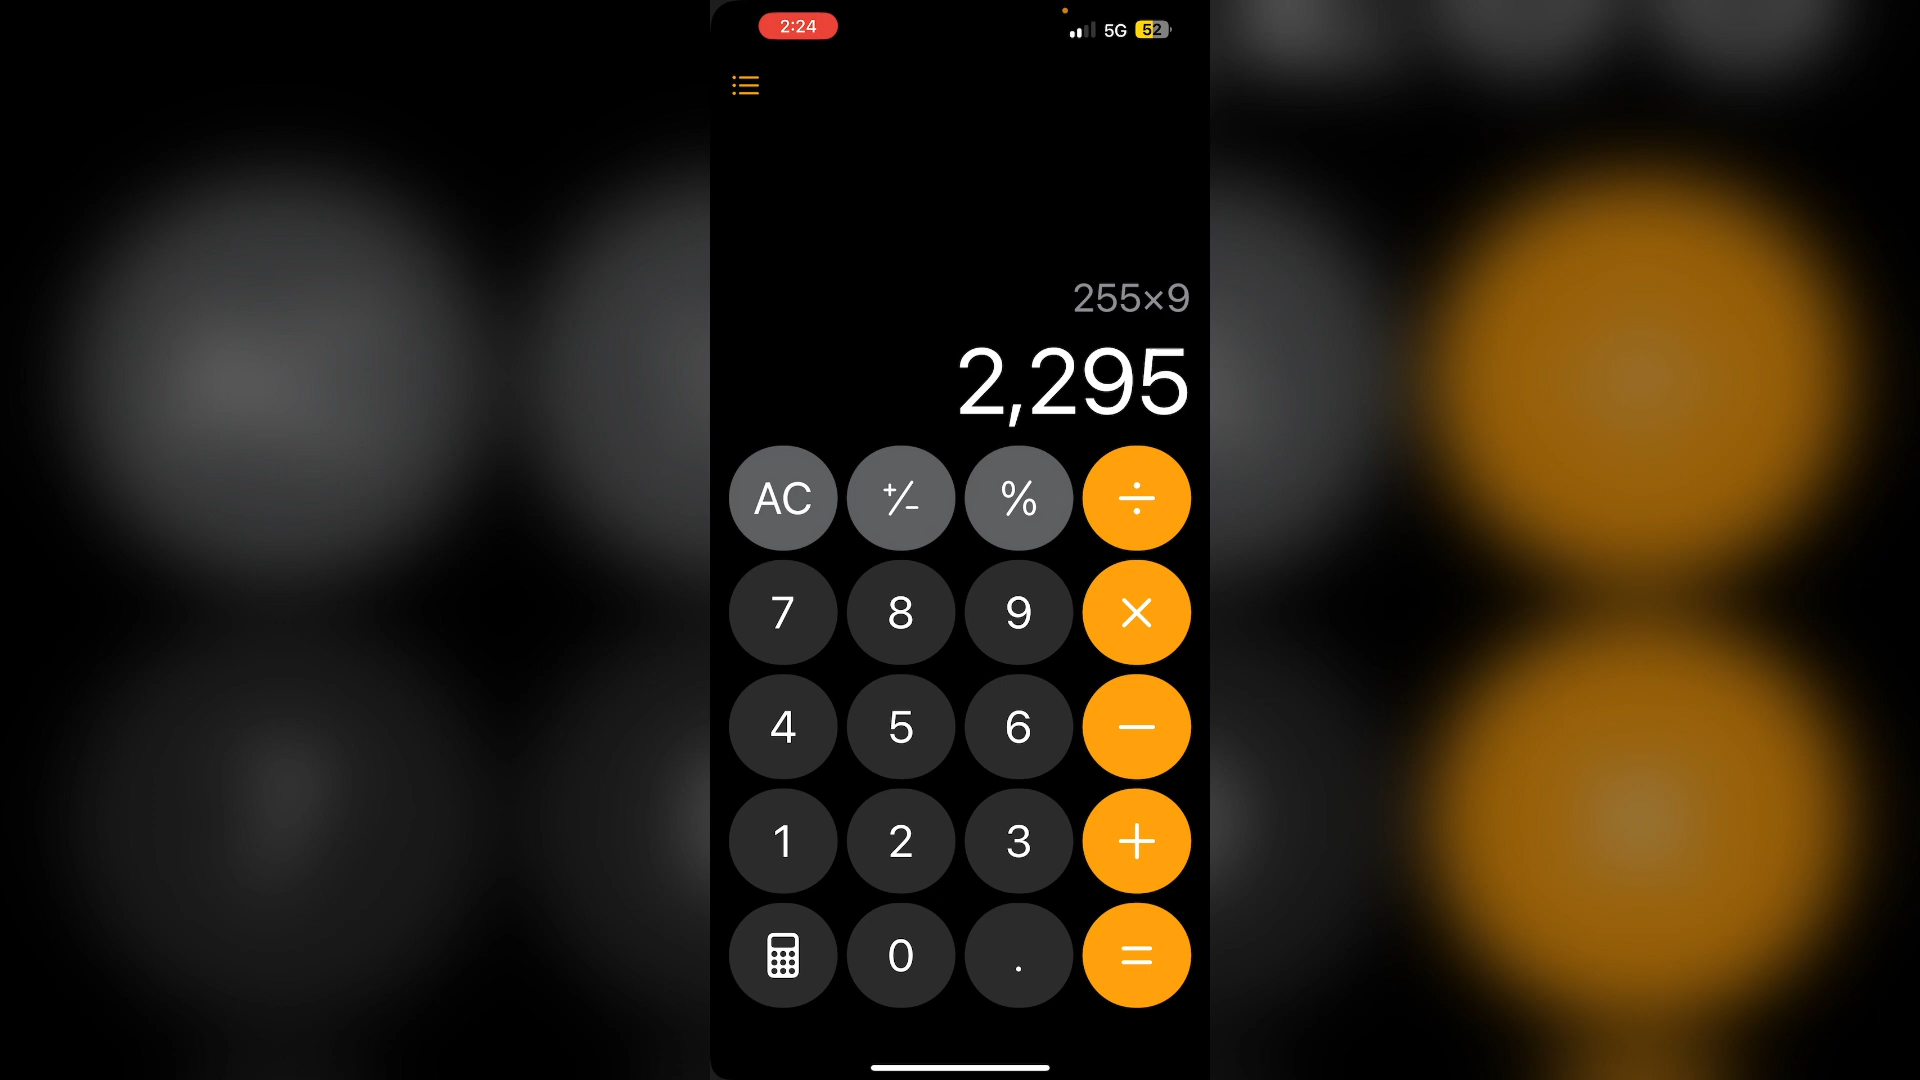 2:24 5G 52
255×9
2,295
AC +/- % ÷
7 8 9 ×
4 5 6 −
1 2 3 +
0 . =